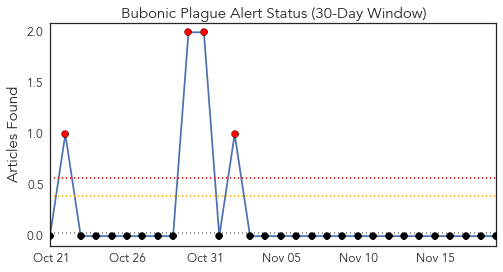 Bubonic Plague Alert Status (30-Day Window)
Articles Found
2.0
1.5
1.0
0.5
0.0
Oct 21
Oct 26
Oct 31
Nov 05
Nov 10
Nov 15